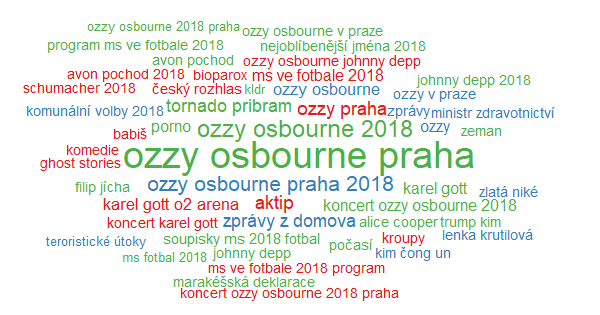 ozzy osbourne 2018 praha ozzy osbourne v praze
program ms ve fotbale 2018 nejoblíbenější jména 2018
avon pochod ozzy osbourne johnny depp
avon pochod 2018 bioparox ms ve fotbale 2018 johnny depp 2018
schumacher 2018 český rozhlas kldr ozzy osbourne ozzy v praze
komunální volby 2018 tornado pribram ozzy praha zprávy ministr zdravotnictví
babiš porno ozzy osbourne 2018 ozzy zeman
komedie ozzy osbourne praha
ghost stories
filip jícha ozzy osbourne praha 2018 karel gott zlatá niké
karel gott o2 arena aktip koncert ozzy osbourne 2018
koncert karel gott zprávy z domova alice cooper trump kim
teroristické útoky soupisky ms 2018 fotbal počasí kroupy lenka krutilová
ms fotbal 2018 johnny depp kim čong un
ms ve fotbale 2018 program
marakéšská deklarace
koncert ozzy osbourne 2018 praha